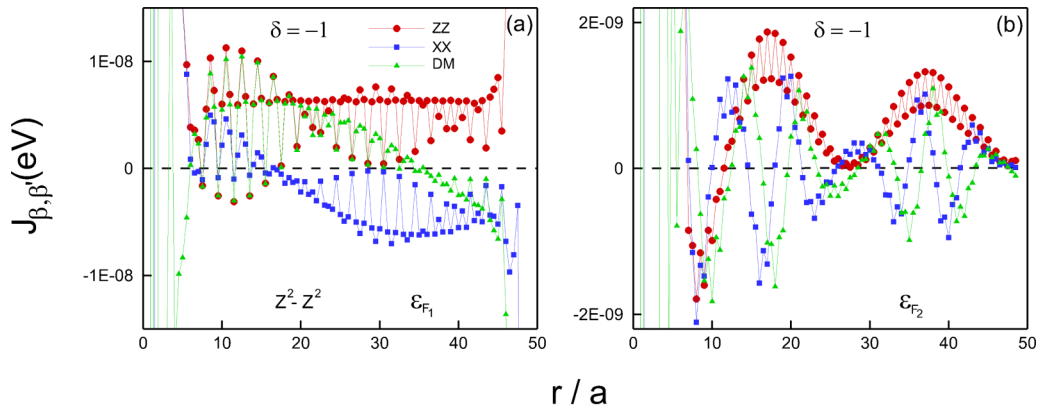 (a)
δ = −1
ZZ
XX
DM
1E-08
0
-1E-08
Z²- Z²
ε_F₁
0 10 20 30 40 50
J_β,β'(eV)
(b)
δ = −1
2E-09
0
-2E-09
ε_F₂
0 10 20 30 40 50
r / a